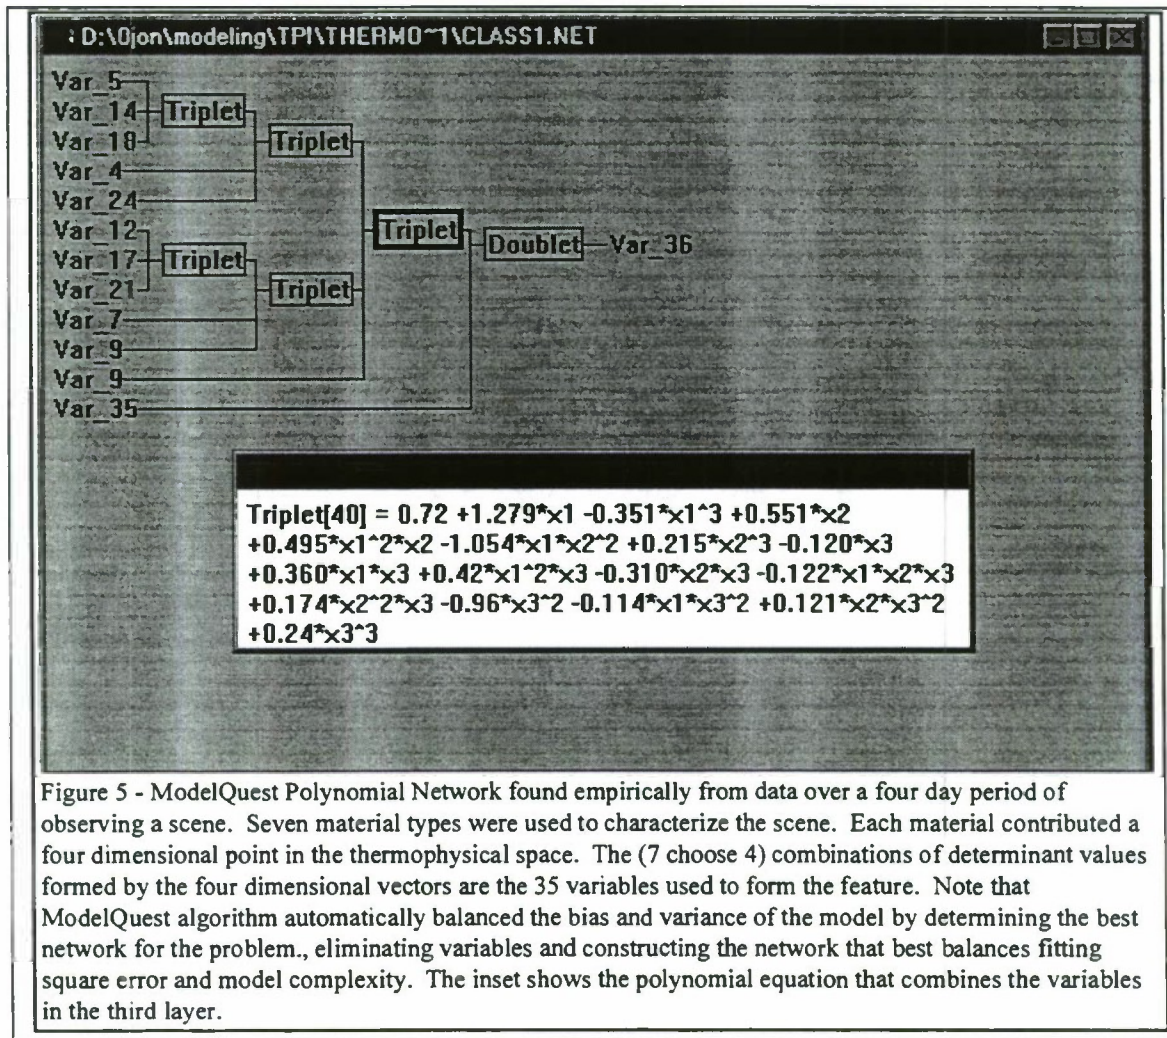 D:\0jon\modeling\TPI\THERMO~1\CLASS1.NET
Var_5
Var_14
Triplet
Var_18
Triplet
Var_4
Var_24
Var_12
Triplet
Doublet
Var_36
Var_17
Triplet
Var_21
Triplet
Var_7
Var_9
Var_9
Var_35
Triplet[40] = 0.72 +1.279*x1 -0.351*x1^3 +0.551*x2
+0.495*x1^2*x2 -1.054*x1*x2^2 +0.215*x2^3 -0.120*x3
+0.360*x1*x3 +0.42*x1^2*x3 -0.310*x2*x3 -0.122*x1*x2*x3
+0.174*x2^2*x3 -0.96*x3^2 -0.114*x1*x3^2 +0.121*x2*x3^2
+0.24*x3^3
Figure 5 - ModelQuest Polynomial Network found empirically from data over a four day period of
observing a scene. Seven material types were used to characterize the scene. Each material contributed a
four dimensional point in the thermophysical space. The (7 choose 4) combinations of determinant values
formed by the four dimensional vectors are the 35 variables used to form the feature. Note that
ModelQuest algorithm automatically balanced the bias and variance of the model by determining the best
network for the problem., eliminating variables and constructing the network that best balances fitting
square error and model complexity. The inset shows the polynomial equation that combines the variables
in the third layer.